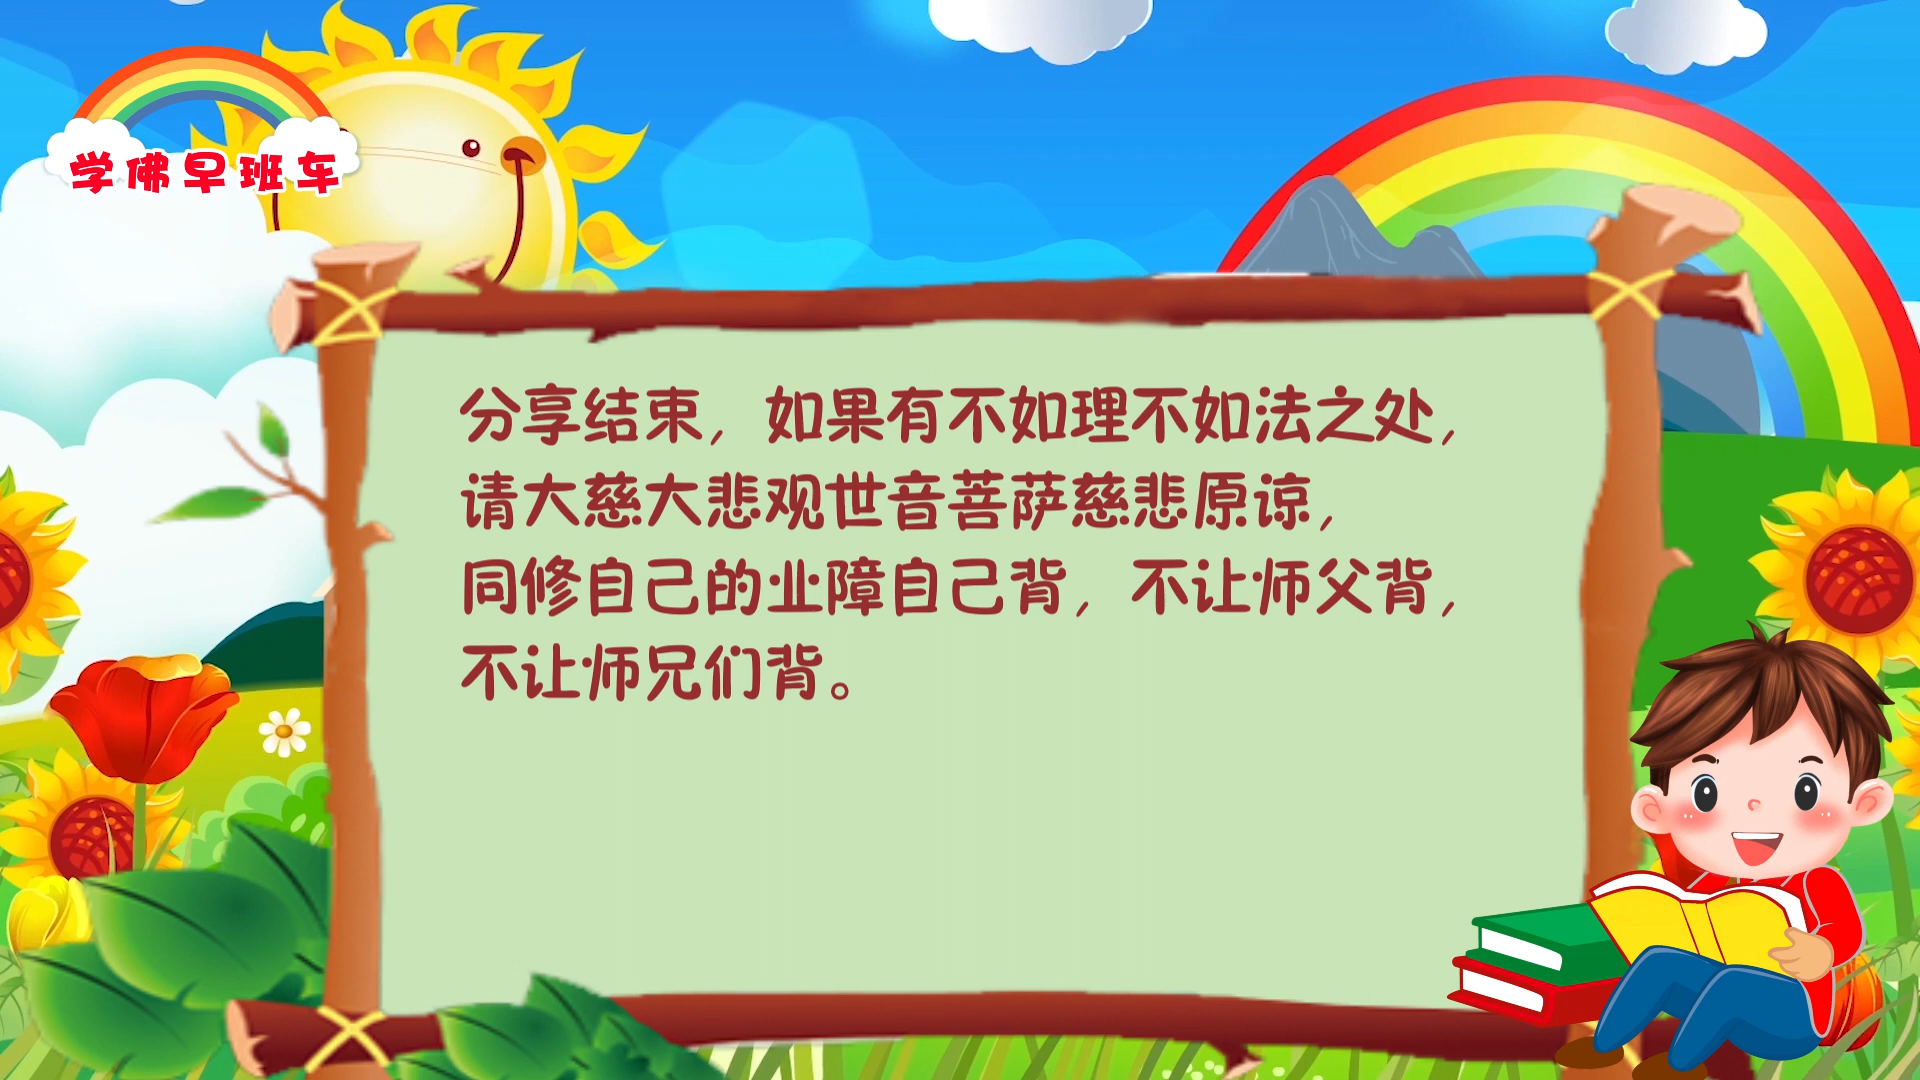 学佛早班车
分享结束，如果有不如理不如法之处，
请大慈大悲观世音菩萨慈悲原谅，
同修自己的业障自己背，不让师父背，
不让师兄们背。